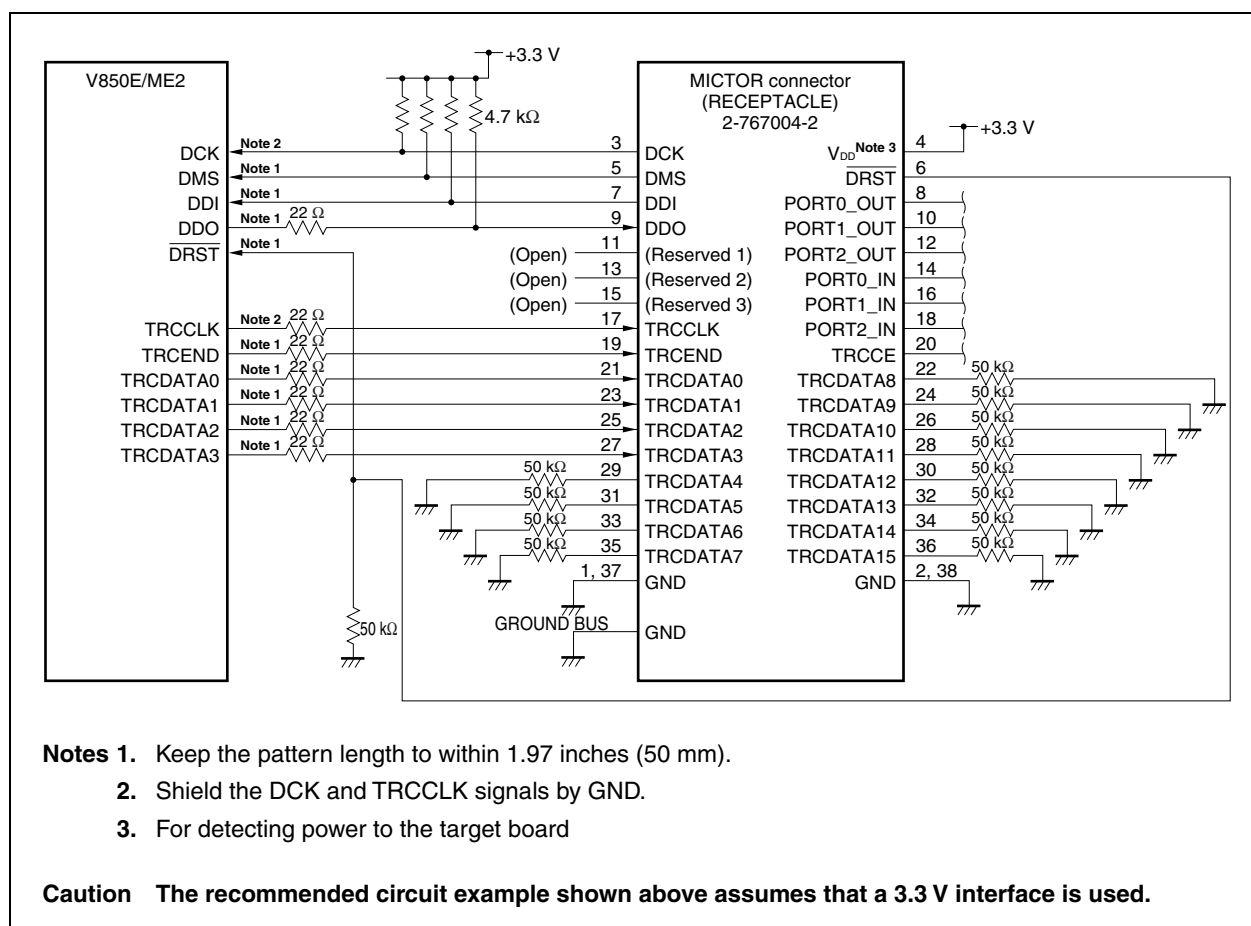 +3.3 V
V850E/ME2
MICTOR connector
(RECEPTACLE)
2-767004-2
4.7 kΩ
+3.3 V
DCK Note 2 3 DCK VDD Note 3 4
DMS Note 1 5 DMS DRST 6
DDI Note 1 7 DDI PORT0_OUT 8
DDO Note 1 22 Ω 9 DDO PORT1_OUT 10
DRST Note 1 (Open) 11 (Reserved 1) PORT2_OUT 12
(Open) 13 (Reserved 2) PORT0_IN 14
(Open) 15 (Reserved 3) PORT1_IN 16
TRCCLK Note 2 22 Ω 17 TRCCLK PORT2_IN 18
TRCEND Note 1 22 Ω 19 TRCEND TRCCE 20
TRCDATA0 Note 1 22 Ω 21 TRCDATA0 TRCDATA8 22 50 kΩ
TRCDATA1 Note 1 22 Ω 23 TRCDATA1 TRCDATA9 24 50 kΩ
TRCDATA2 Note 1 22 Ω 25 TRCDATA2 TRCDATA10 26 50 kΩ
TRCDATA3 Note 1 22 Ω 27 TRCDATA3 TRCDATA11 28 50 kΩ
50 kΩ 29 TRCDATA4 TRCDATA12 30 50 kΩ
50 kΩ 31 TRCDATA5 TRCDATA13 32 50 kΩ
50 kΩ 33 TRCDATA6 TRCDATA14 34 50 kΩ
50 kΩ 35 TRCDATA7 TRCDATA15 36 50 kΩ
1, 37 GND GND 2, 38
50 kΩ
GROUND BUS GND
Notes 1. Keep the pattern length to within 1.97 inches (50 mm).
2. Shield the DCK and TRCCLK signals by GND.
3. For detecting power to the target board
Caution The recommended circuit example shown above assumes that a 3.3 V interface is used.